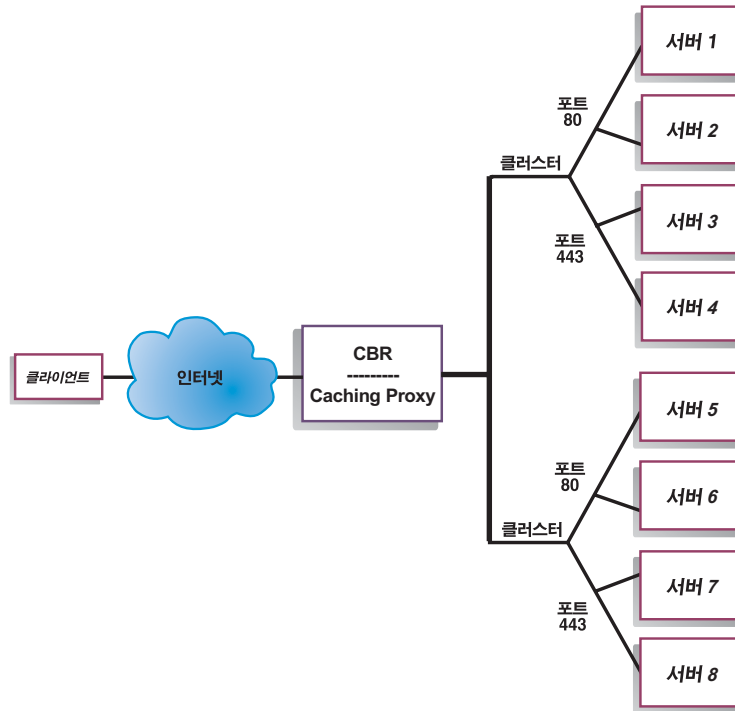 서버 1
포트
80
서버 2
클러스터
서버 3
포트
443
서버 4
클라이언트
인터넷
CBR
---------
Caching Proxy
서버 5
포트
80
서버 6
클러스터
서버 7
포트
443
서버 8